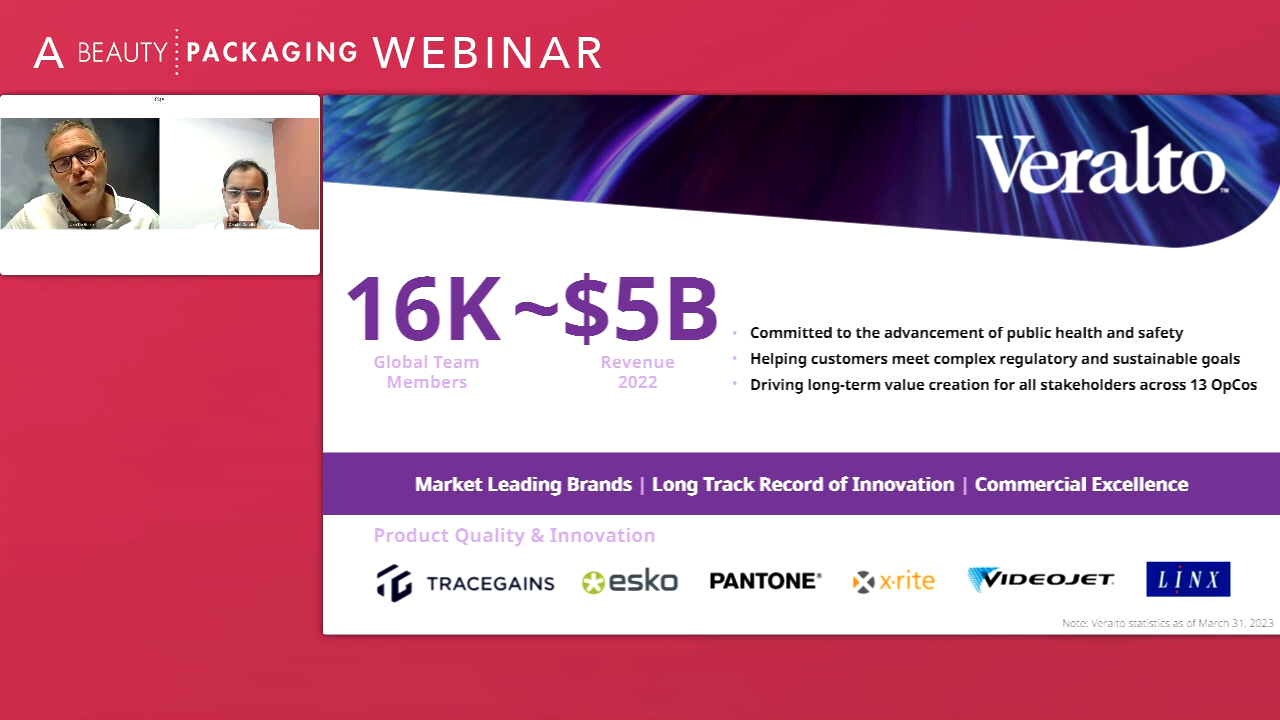 A BEAUTY PACKAGING WEBINAR
Veralto™
16K ~$5B
Global Team Members
Revenue 2022
• Committed to the advancement of public health and safety
• Helping customers meet complex regulatory and sustainable goals
• Driving long-term value creation for all stakeholders across 13 OpCos
Market Leading Brands | Long Track Record of Innovation | Commercial Excellence
Product Quality & Innovation
TRACEGAINS esko PANTONE® x·rite VIDEOJET. LINX
Note: Veralto statistics as of March 31, 2023